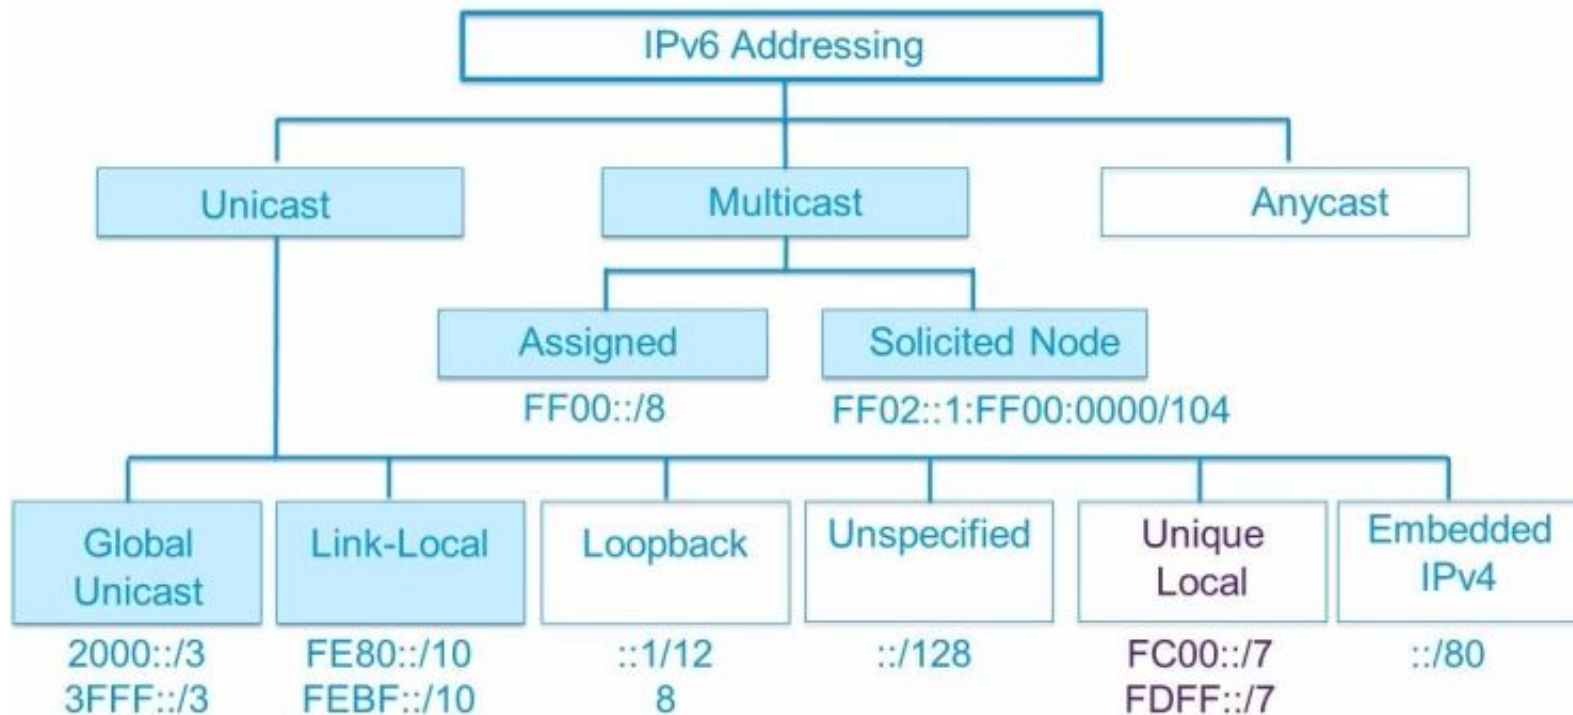 IPv6 Addressing
Unicast
Multicast
Anycast
Assigned
Solicited Node
FF00::/8
FF02::1:FF00:0000/104
Global
Unicast
Link-Local
Loopback
Unspecified
Unique
Local
Embedded
IPv4
2000::/3
3FFF::/3
FE80::/10
FEBF::/10
::1/12
8
::/128
FC00::/7
FDFF::/7
::/80